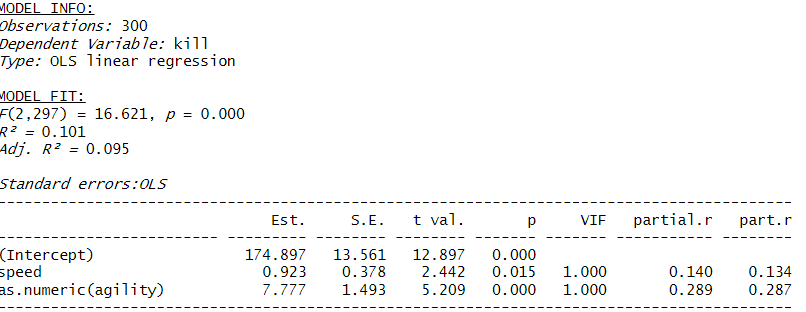 MODEL INFO:
Observations: 300
Dependent Variable: kill
Type: OLS linear regression
MODEL FIT:
F(2,297) = 16.621, p = 0.000
R² = 0.101
Adj. R² = 0.095
Standard errors:OLS
Est. S.E. t val. p VIF partial.r part.r
(Intercept) 174.897 13.561 12.897 0.000
speed 0.923 0.378 2.442 0.015 1.000 0.140 0.134
as.numeric(agility) 7.777 1.493 5.209 0.000 1.000 0.289 0.287